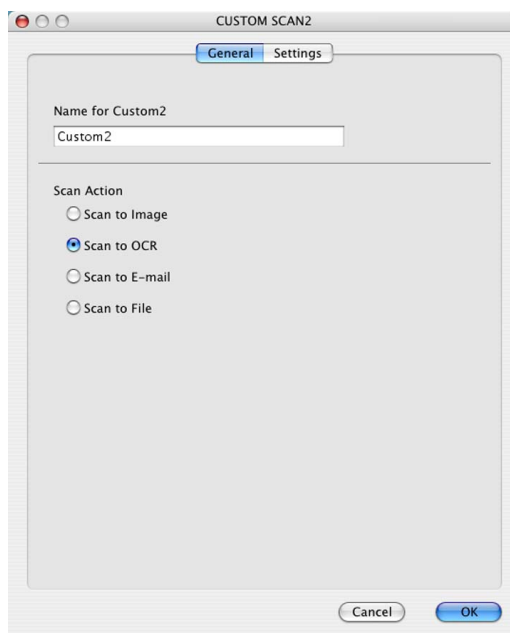 CUSTOM SCAN2
General Settings
Name for Custom2
Custom2
Scan Action
Scan to Image
Scan to OCR
Scan to E-mail
Scan to File
Cancel OK